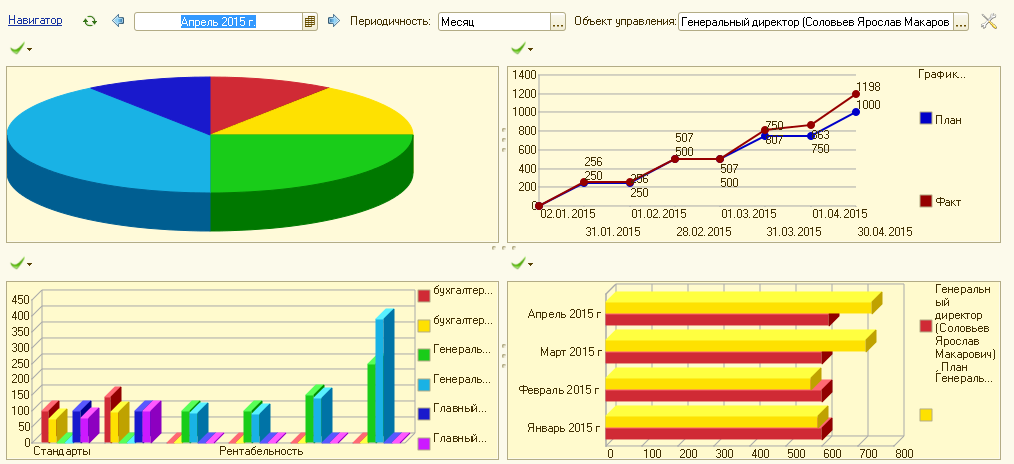 Навигатор
Апрель 2015 г.
Периодичность:
Месяц
...
Объект управления:
Генеральный директор (Соловьев Ярослав Макаров
...
1400
1200
1000
800
600
400
200
0
256
250
256
250
507
500
507
500
750
607
863
750
1198
1000
02.01.2015
01.02.2015
01.03.2015
01.04.2015
31.01.2015
28.02.2015
31.03.2015
30.04.2015
График...
План
Факт
450
400
350
300
250
200
150
100
50
0
Стандарты
Рентабельность
бухгалтер...
бухгалтер...
Генераль...
Генераль...
Главный...
Главный...
Апрель 2015 г
Март 2015 г
Февраль 2015 г
Январь 2015 г
0
100
200
300
400
500
600
700
800
Генеральн
ый
директор
(Соловьев
Ярослав
Макарович)
_План
Генераль...